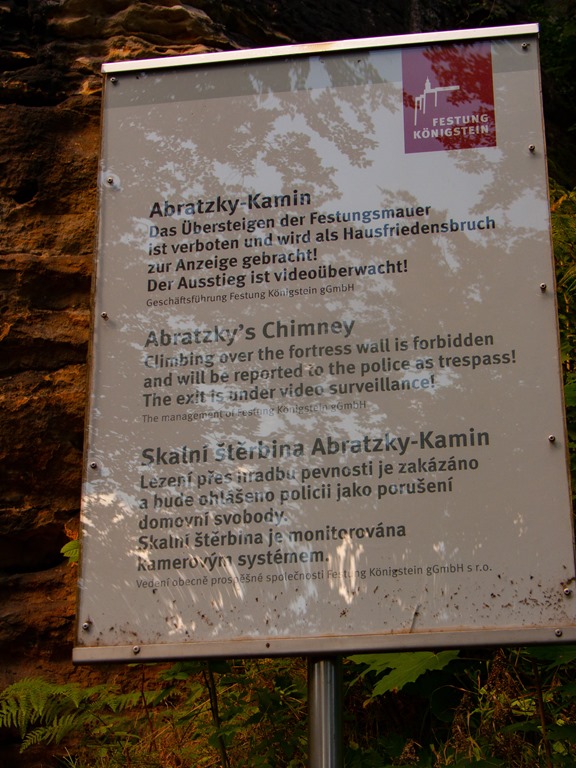 FESTUNG
KÖNIGSTEIN
Abratzky-Kamin
Das Übersteigen der Festungsmauer
ist verboten und wird als Hausfriedensbruch
zur Anzeige gebracht!
Der Ausstieg ist videoüberwacht!
Geschäftsführung Festung Königstein gGmbH
Abratzky's Chimney
Climbing over the fortress wall is forbidden
and will be reported to the police as trespass!
The exit is under video surveillance!
The management of Festung Königstein gGmbH
Skalní štěrbina Abratzky-Kamin
Lezení přes hradbu pevnosti je zakázáno
a bude ohlášeno policii jako porušení
domovní svobody.
Skalní štěrbina je monitorována
kamerovým systémem.
Vedení obecně prospěšné společnosti Festung Königstein gGmbH s r.o.